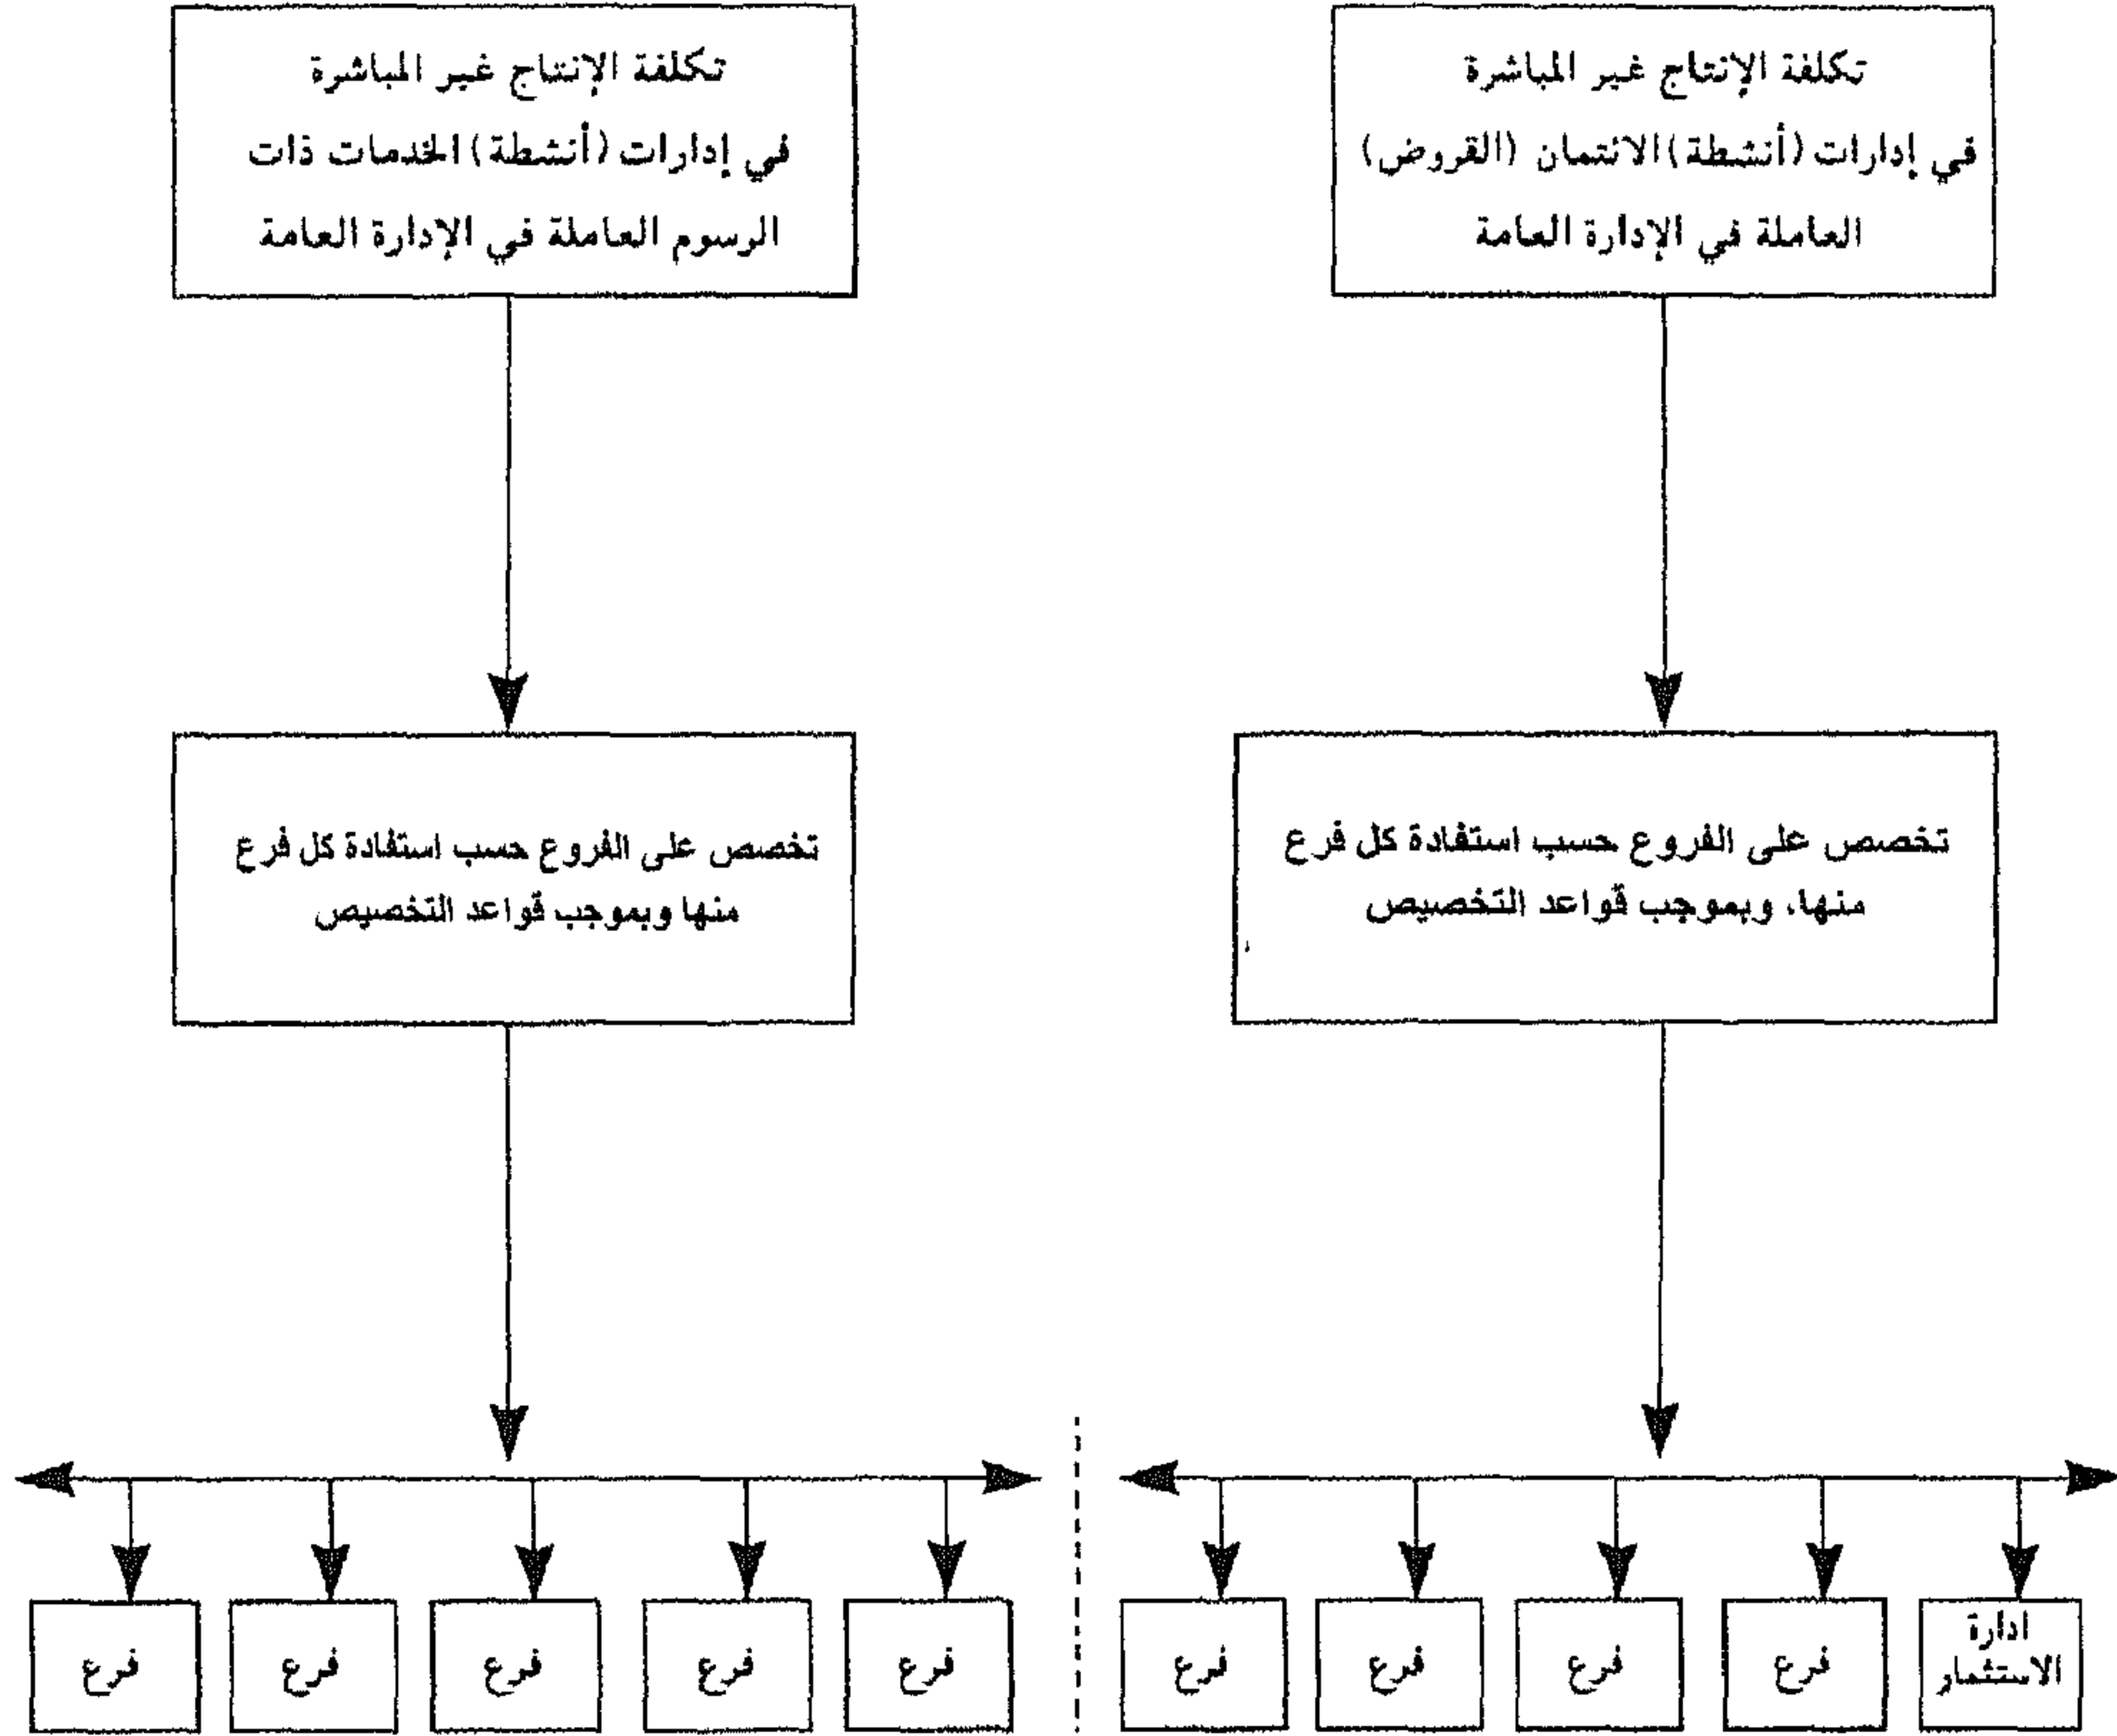 تكلفة الإنتاج غير المباشرة
في إدارات (أنشطة) الائتمان (القروض)
العاملة في الإدارة العامة
تكلفة الإنتاج غير المباشرة
في إدارات (أنشطة) الخدمات ذات
الرسوم العاملة في الإدارة العامة
تخصص على الفروع حسب استفادة كل فرع
منها، وبموجب قواعد التخصيص
تخصص على الفروع حسب استفادة كل فرع
منها وبموجب قواعد التخصيص
ادارة
الاستثمار
فرع
فرع
فرع
فرع
فرع
فرع
فرع
فرع
فرع